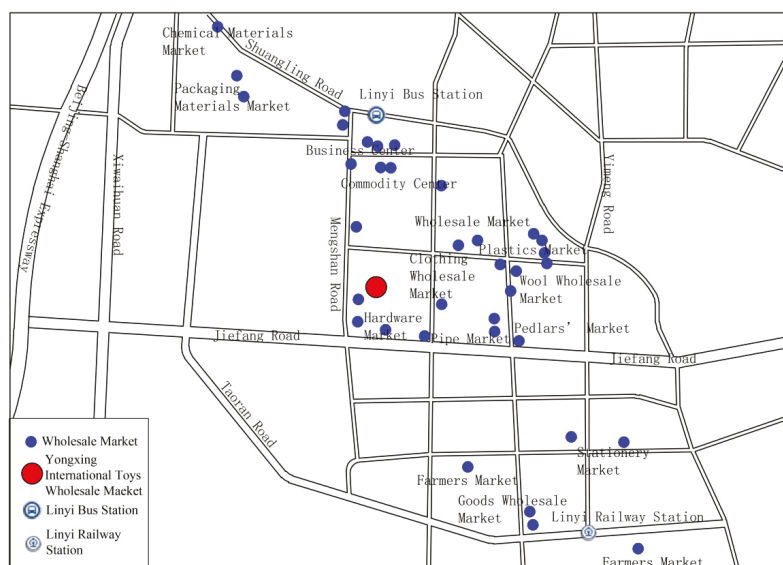 Chemical Materials
Market
Shuangling Road
Packaging
Materials Market
Linyi Bus Station
Beijing-Shanghai Expressway
Xiwaihuan Road
Business Center
Commodity Center
Yimeng Road
Mengshan Road
Wholesale Market
Plastics Market
Clothing
Wholesale
Market
Wool Wholesale
Market
Hardware
Market
Pipe Market
Pedlars' Market
Jiefang Road
Jiefang Road
Taoran Road
Stationery
Market
Farmers Market
Goods Wholesale
Market
Linyi Railway Station
Farmers Market
Wholesale Market
Yongxing
International Toys
Wholesale Macket
Linyi Bus Station
Linyi Railway
Station